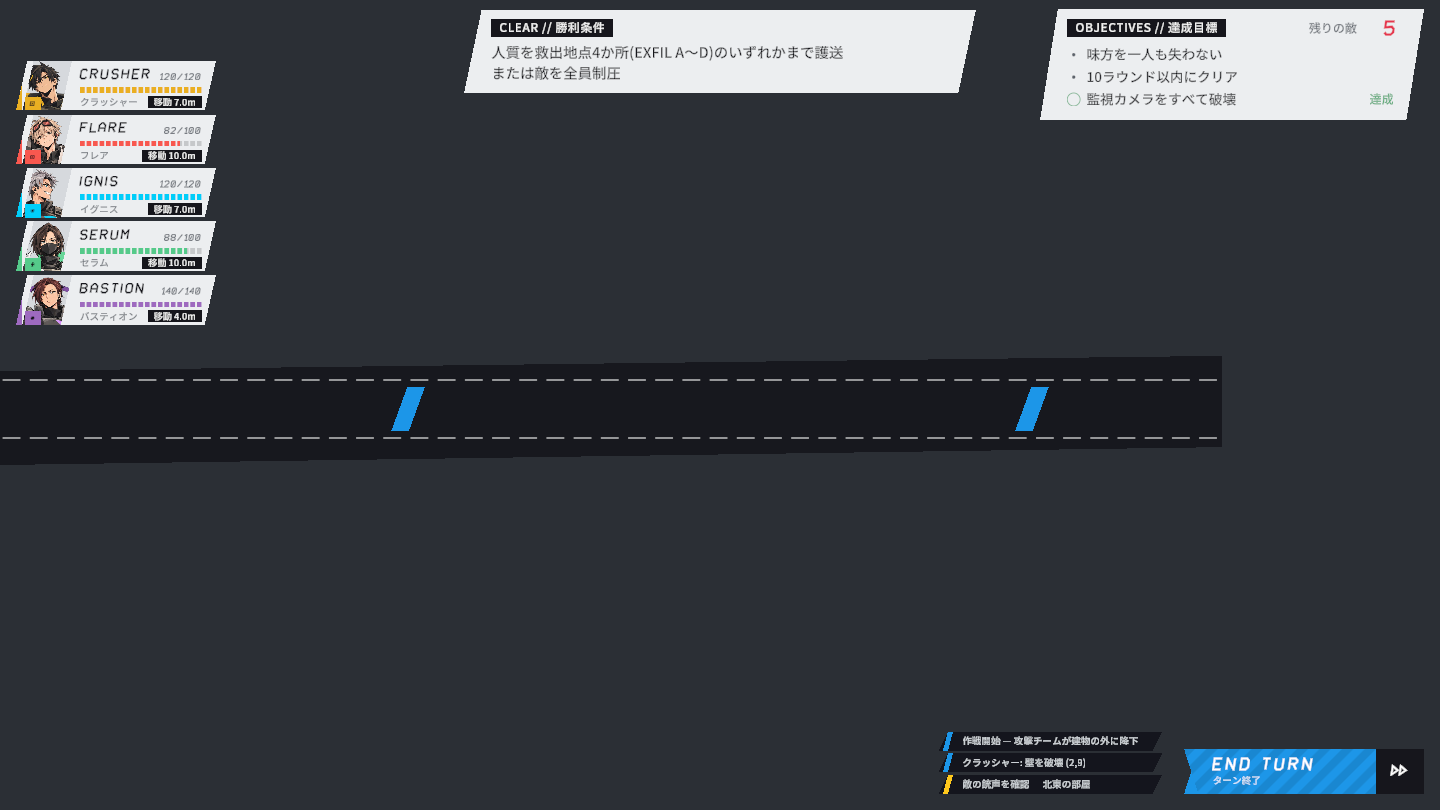 CLEAR // 勝利条件
人質を救出地点4か所(EXFIL A～D)のいずれかまで護送
または敵を全員制圧
OBJECTIVES // 達成目標
残りの敵 5
・ 味方を一人も失わない
・ 10ラウンド以内にクリア
◯ 監視カメラをすべて破壊 達成
CRUSHER 120/120
クラッシャー 移動 7.0m
FLARE 82/100
フレア 移動 10.0m
IGNIS 120/120
イグニス 移動 7.0m
SERUM 88/100
セラム 移動 10.0m
BASTION 140/140
バスティオン 移動 4.0m
作戦開始 — 攻撃チームが建物の外に降下
クラッシャー: 壁を破壊 (2,9)
敵の銃声を確認 北東の部屋
END TURN
ターン終了